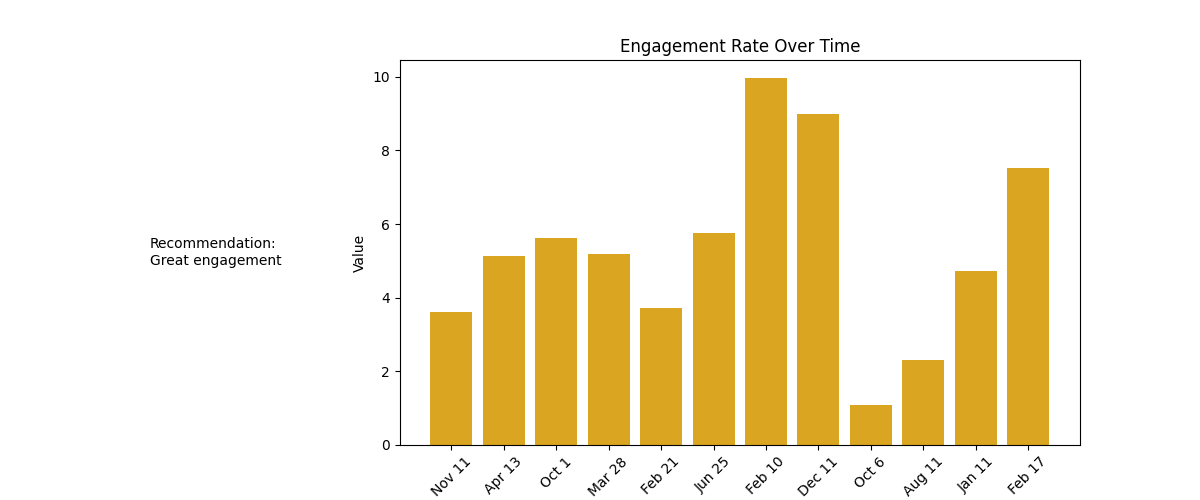 Engagement Rate Over Time
Recommendation:
Great engagement
Value
10
8
6
4
2
0
Nov 11
Apr 13
Oct 1
Mar 28
Feb 21
Jun 25
Feb 10
Dec 11
Oct 6
Aug 11
Jan 11
Feb 17